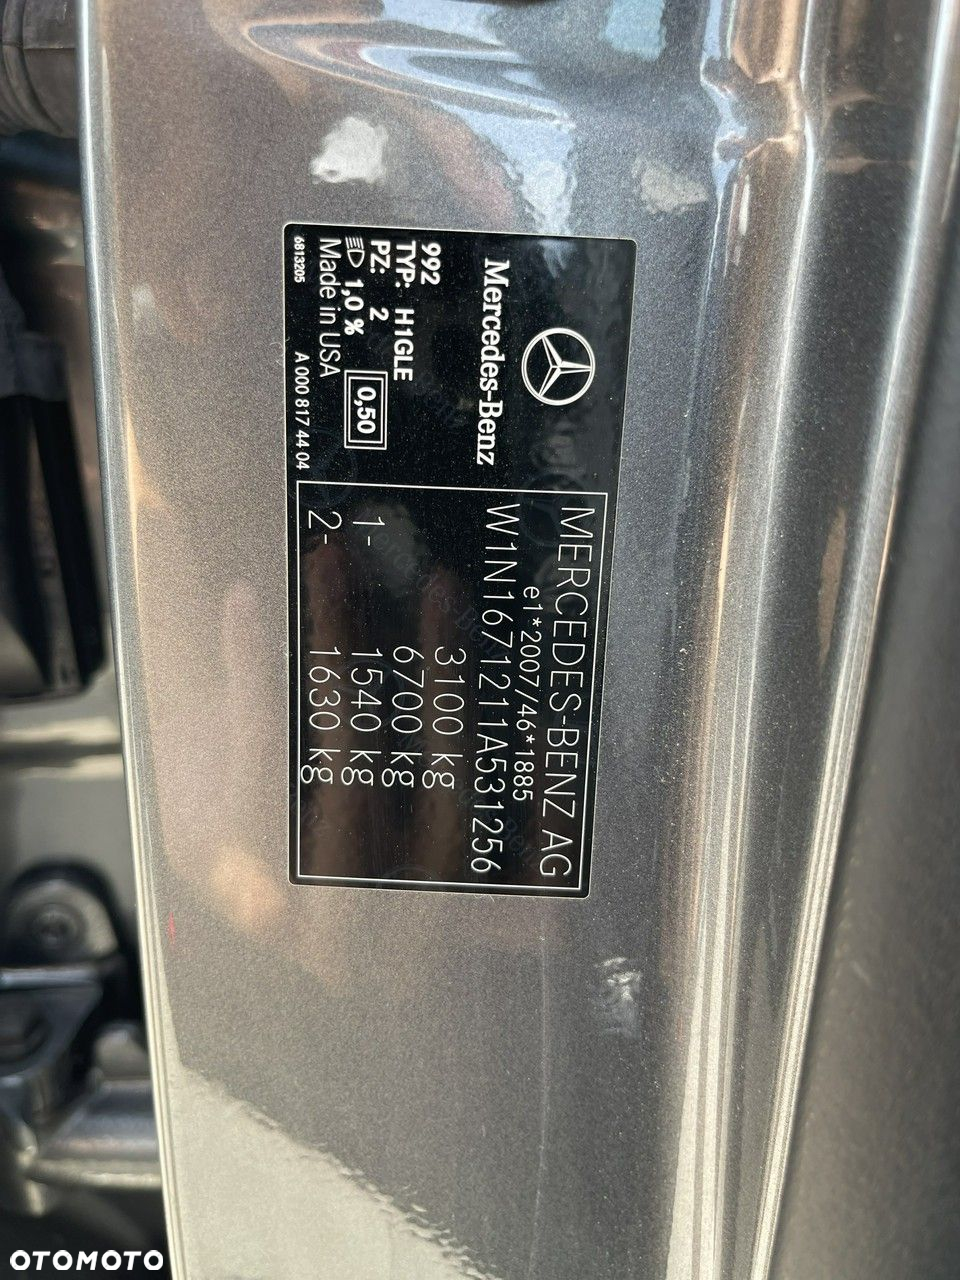 Mercedes-Benz
992
TYP: H1GLE
PZ: 2
1,0 %
0,50
Made in USA
6813205
A 000 817 44 04
MERCEDES-BENZ AG
e1*2007/46*1885
W1N1671211A531256
3100 kg
6700 kg
1- 1540 kg
2- 1630 kg
OTOMOTO